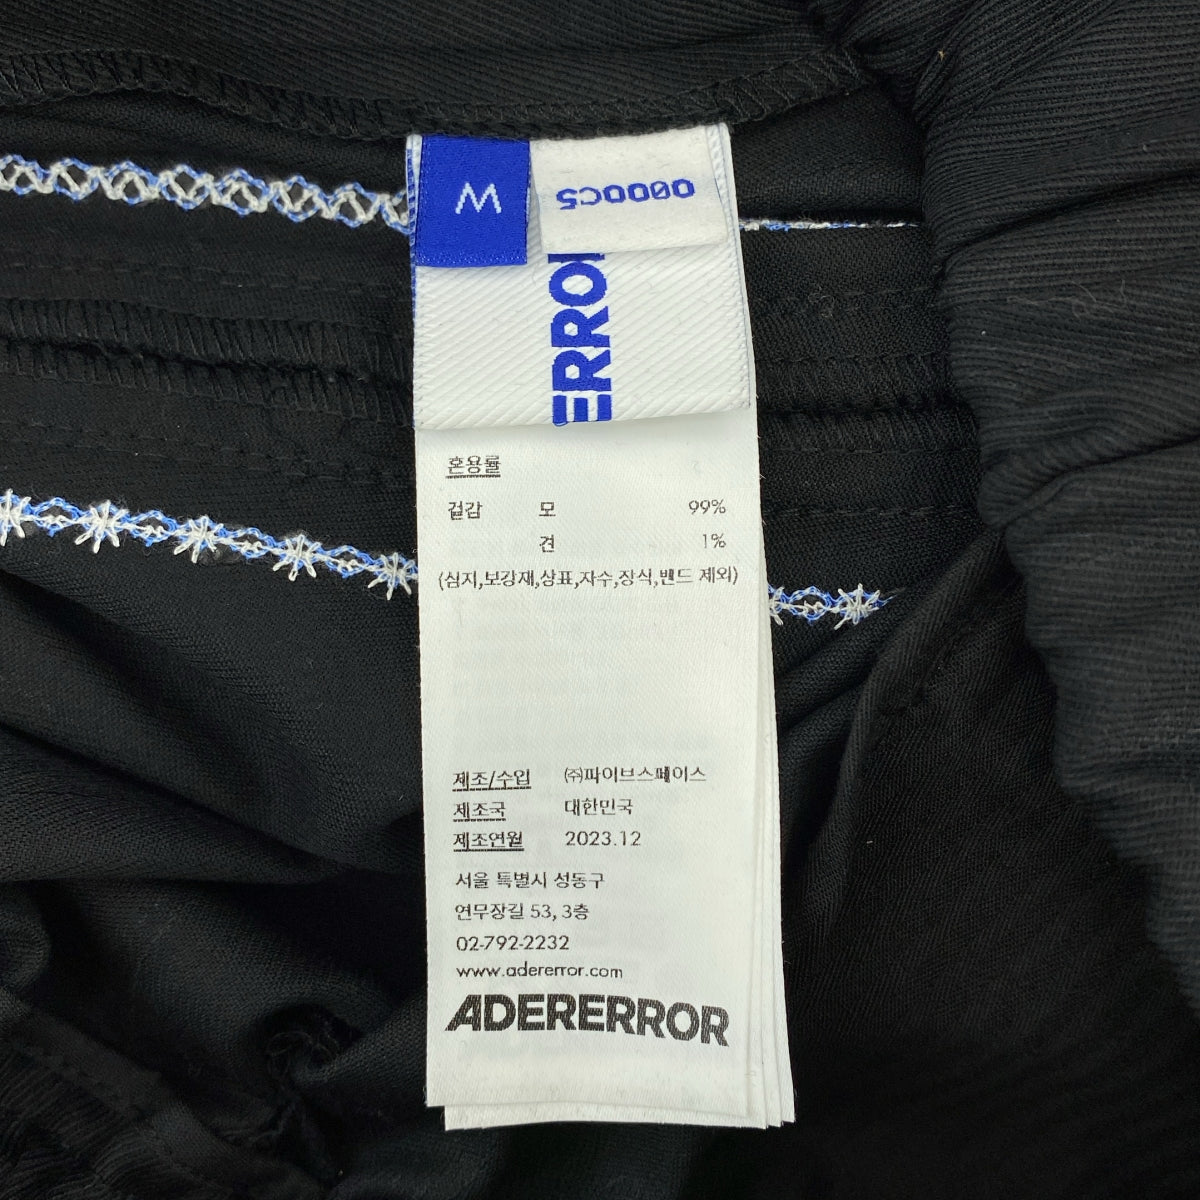 W
0000C5
ERRO
혼용률
겉감 모 99%
견 1%
(심지,보강재,상표,자수,장식,밴드 제외)
제조/수입 ㈜파이브스페이스
제조국 대한민국
제조연월 2023.12
서울 특별시 성동구
연무장길 53, 3층
02-792-2232
www.adererror.com
ADERERROR